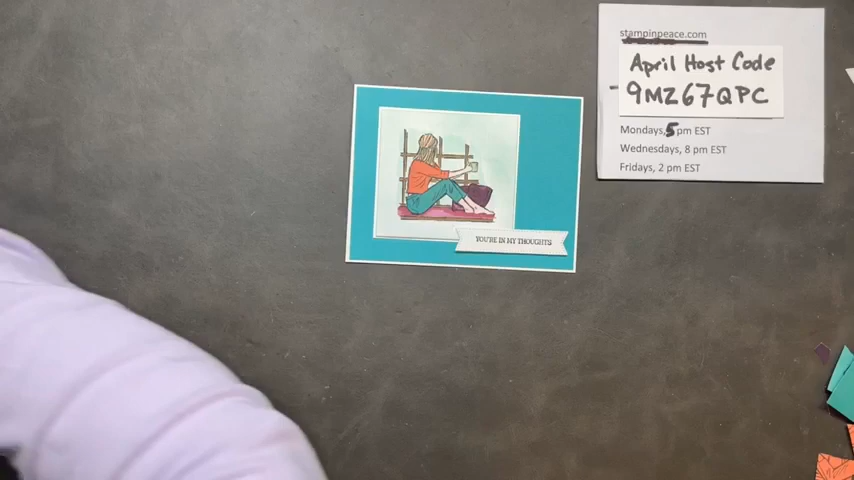 YOU'RE IN MY THOUGHTS
stampinpeace.com
April Host Code
9MZ67QPC
Mondays, 5 pm EST
Wednesdays, 8 pm EST
Fridays, 2 pm EST